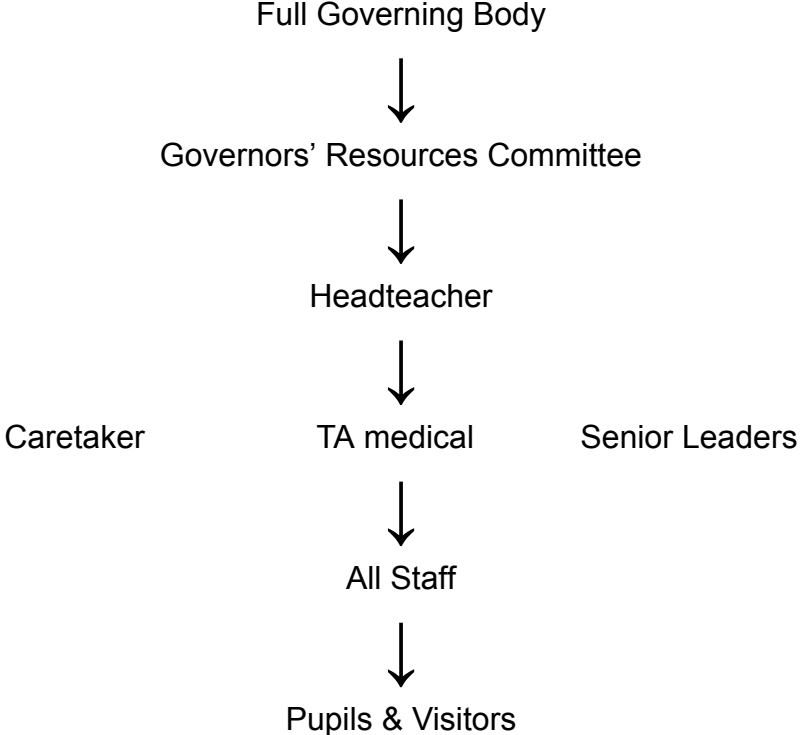 Full Governing Body
Governors’ Resources Committee
Headteacher
Caretaker TA medical Senior Leaders
All Staff
Pupils & Visitors